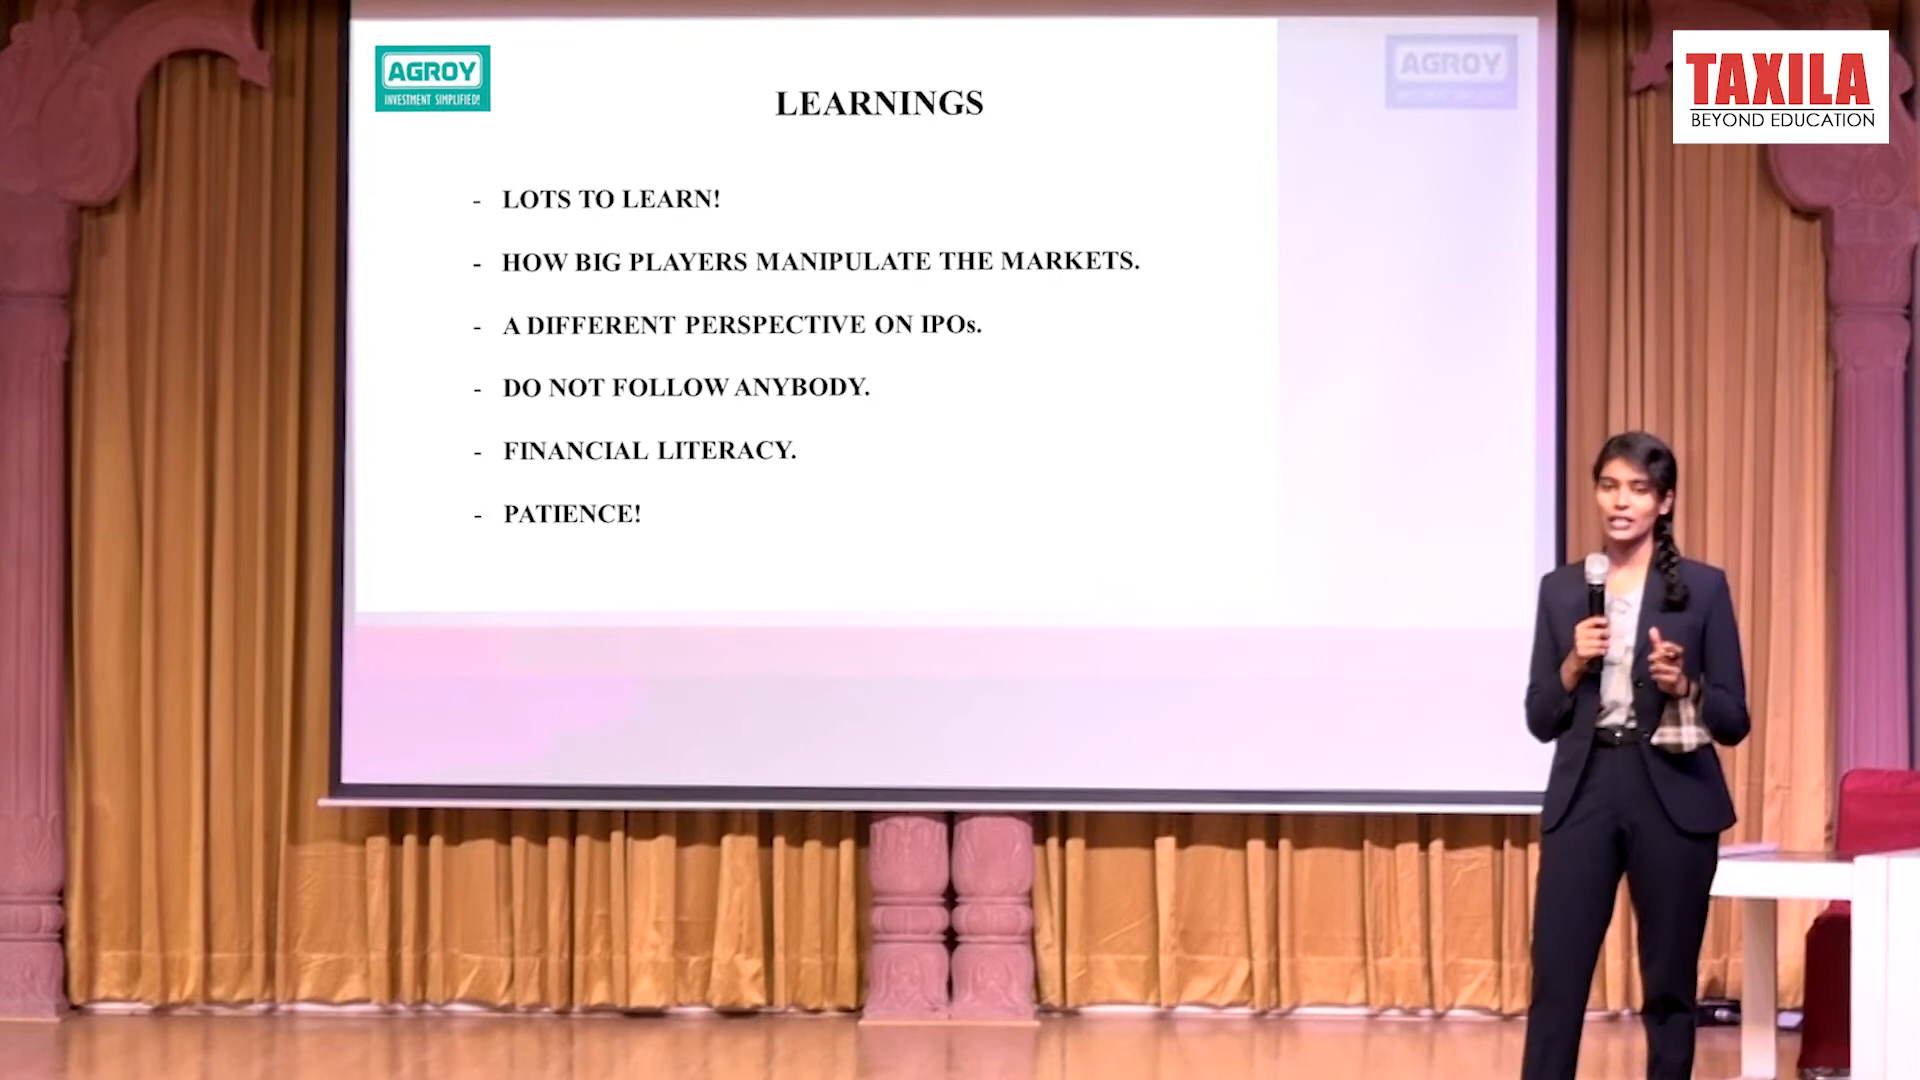 AGROY
INVESTMENT SIMPLIFIED!
AGROY
TAXILA
BEYOND EDUCATION
LEARNINGS
- LOTS TO LEARN!
- HOW BIG PLAYERS MANIPULATE THE MARKETS.
- A DIFFERENT PERSPECTIVE ON IPOs.
- DO NOT FOLLOW ANYBODY.
- FINANCIAL LITERACY.
- PATIENCE!